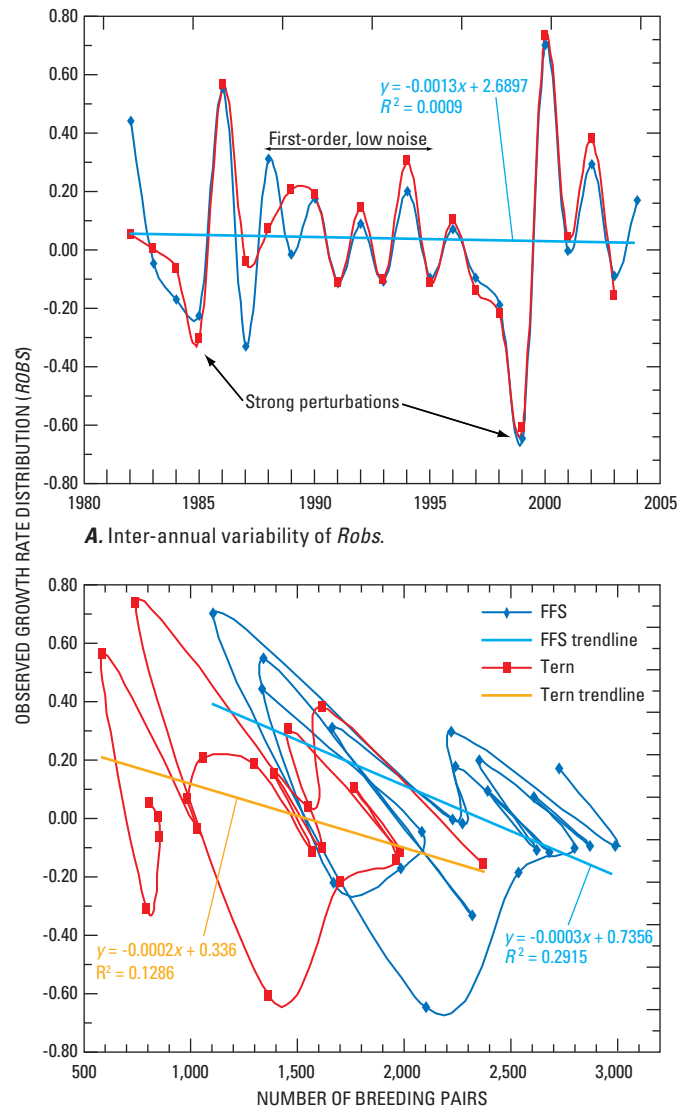 OBSERVED GROWTH RATE DISTRIBUTION (ROBS)
0.80
0.60
0.40
0.20
0.00
-0.20
-0.40
-0.60
-0.80
y = -0.0013x + 2.6897
R² = 0.0009
First-order, low noise
Strong perturbations
1980
1985
1990
1995
2000
2005
A. Inter-annual variability of Robs.
0.80
0.60
0.40
0.20
0.00
-0.20
-0.40
-0.60
-0.80
FFS
FFS trendline
Tern
Tern trendline
y = -0.0002x + 0.336
R² = 0.1286
y = -0.0003x + 0.7356
R² = 0.2915
500
1,000
1,500
2,000
2,500
3,000
NUMBER OF BREEDING PAIRS